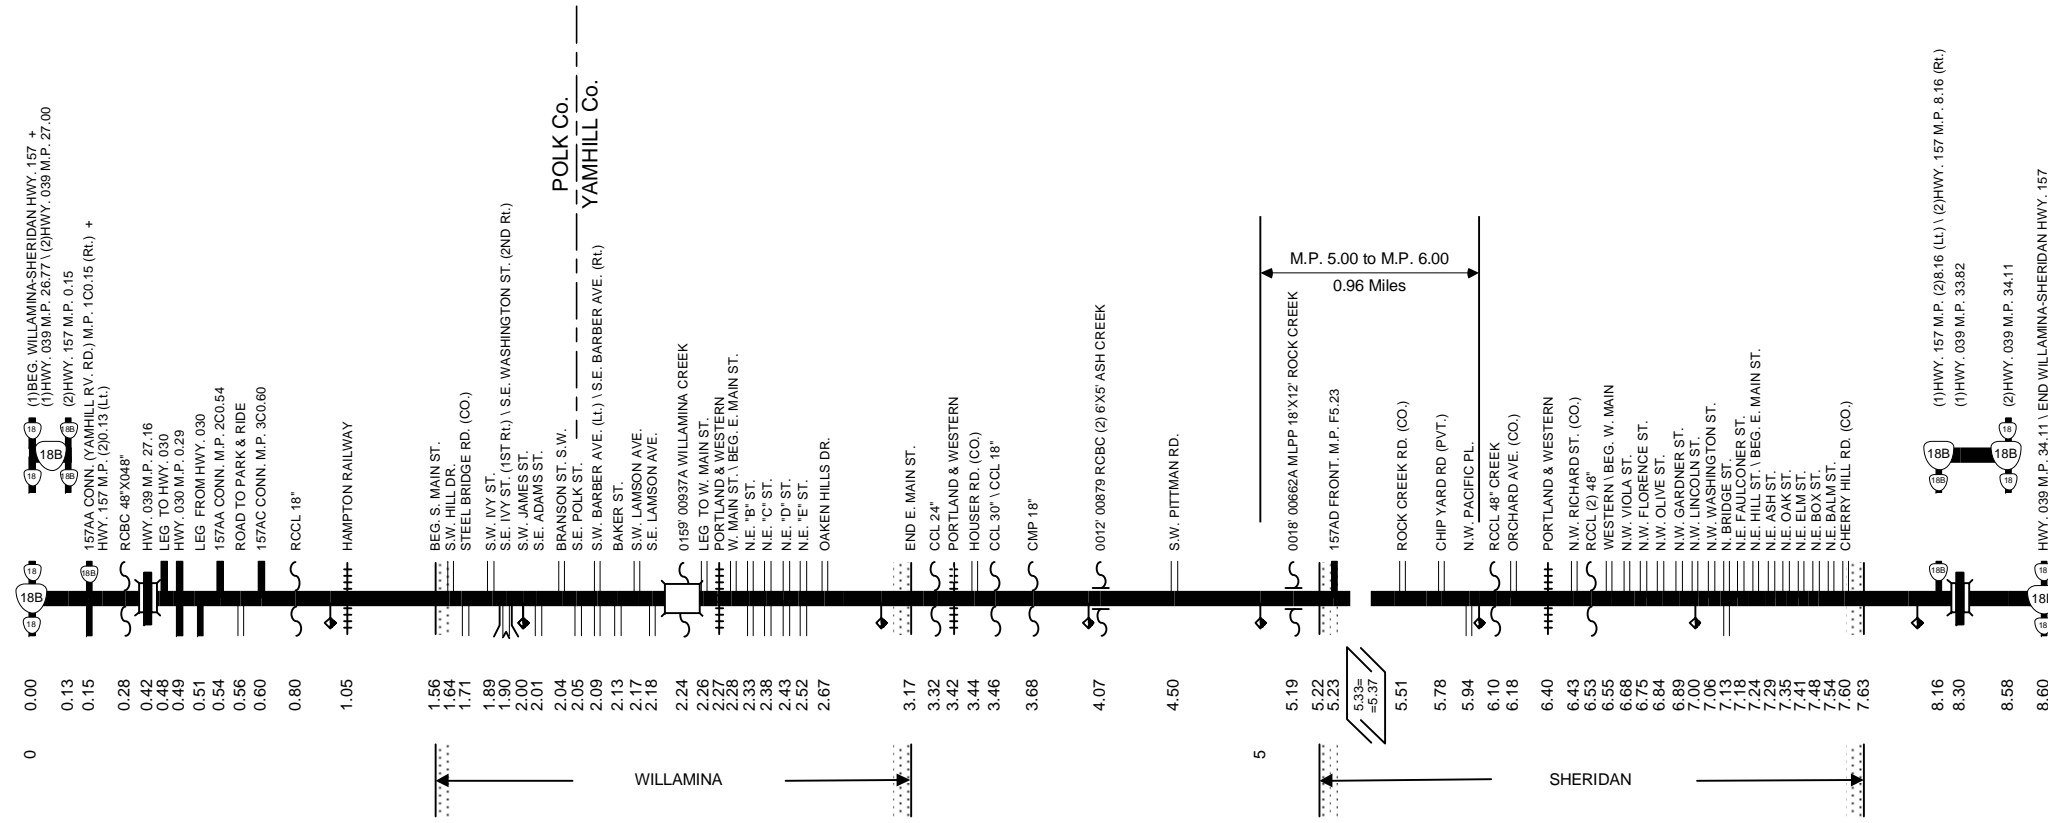 (1)BEG. WILLAMINA-SHERIDAN HWY. 157 +
(1)HWY. 039 M.P. 26.77 \ (2)HWY. 039 M.P. 27.00
(2)HWY. 157 M.P. 0.15
157AA CONN. (YAMHILL RV. RD.) M.P. 1C0.15 (Rt.) +
HWY. 157 M.P. (2)0.13 (Lt.)
RCBC 48"X048"
HWY. 039 M.P. 27.16
LEG TO HWY. 030
HWY. 030 M.P. 0.29
LEG FROM HWY. 030
157AA CONN. M.P. 2C0.54
ROAD TO PARK & RIDE
157AC CONN. M.P. 3C0.60
RCCL 18"
HAMPTON RAILWAY
BEG. S. MAIN ST.
S.W. HILL DR.
STEEL BRIDGE RD. (CO.)
S.W. IVY ST.
S.E. IVY ST. (1ST Rt.) \ S.E. WASHINGTON ST. (2ND Rt.)
S.W. JAMES ST.
S.E. ADAMS ST.
BRANSON ST. S.W.
S.E. POLK ST.
S.W. BARBER AVE. (Lt.) \ S.E. BARBER AVE. (Rt.)
BAKER ST.
S.W. LAMSON AVE.
S.E. LAMSON AVE.
0159' 00937A WILLAMINA CREEK
LEG TO W. MAIN ST.
PORTLAND & WESTERN
W. MAIN ST. \ BEG. E. MAIN ST.
N.E. "B" ST.
N.E. "C" ST.
N.E. "D" ST.
N.E. "E" ST.
OAKEN HILLS DR.
END E. MAIN ST.
CCL 24"
PORTLAND & WESTERN
HOUSER RD. (CO.)
CCL 30" \ CCL 18"
CMP 18"
0012' 00879 RCBC (2) 6'X5' ASH CREEK
S.W. PITTMAN RD.
0018' 00662A MLPP 18'X12' ROCK CREEK
157AD FRONT. M.P. F5.23
ROCK CREEK RD. (CO.)
CHIP YARD RD (PVT.)
N.W. PACIFIC PL.
RCCL 48" CREEK
ORCHARD AVE. (CO.)
PORTLAND & WESTERN
N.W. RICHARD ST. (CO.)
RCCL (2) 48"
WESTERN \ BEG. W. MAIN
N.W. VIOLA ST.
N.W. FLORENCE ST.
N.W. OLIVE ST.
N.W. GARDNER ST.
N.W. LINCOLN ST.
N.W. WASHINGTON ST.
N. BRIDGE ST.
N.E. FAULCONER ST.
N.E. HILL ST. \ BEG. E. MAIN ST.
N.E. ASH ST.
N.E. OAK ST.
N.E. ELM ST.
N.E. BOX ST.
N.E. BALM ST.
CHERRY HILL RD. (CO.)
(1)HWY. 157 M.P. (2)8.16 (Lt.) \ (2)HWY. 157 M.P. 8.16 (Rt.)
(1)HWY. 039 M.P. 33.82
(2)HWY. 039 M.P. 34.11
HWY. 039 M.P. 34.11 \ END WILLAMINA-SHERIDAN HWY. 157
POLK Co.
YAMHILL Co.
M.P. 5.00 to M.P. 6.00
0.96 Miles
18 18B
18B
18 18B
18B 18
18B
18B 18
18
18B
18
18B
18B
18
18
0.00
0.13
0.15
0.28
0.42
0.48
0.49
0.51
0.54
0.56
0.60
0.80
1.05
1.56
1.64
1.71
1.89
1.90
2.00
2.01
2.04
2.05
2.09
2.13
2.17
2.18
2.24
2.26
2.27
2.28
2.33
2.38
2.43
2.52
2.67
3.17
3.32
3.42
3.44
3.46
3.68
4.07
4.50
5.19
5.22
5.23
5.33=
=5.37
5.51
5.78
5.94
6.10
6.18
6.40
6.43
6.53
6.55
6.68
6.75
6.84
6.89
7.00
7.06
7.13
7.18
7.24
7.29
7.35
7.41
7.48
7.54
7.60
7.63
8.16
8.30
8.58
8.60
0
5
WILLAMINA
SHERIDAN